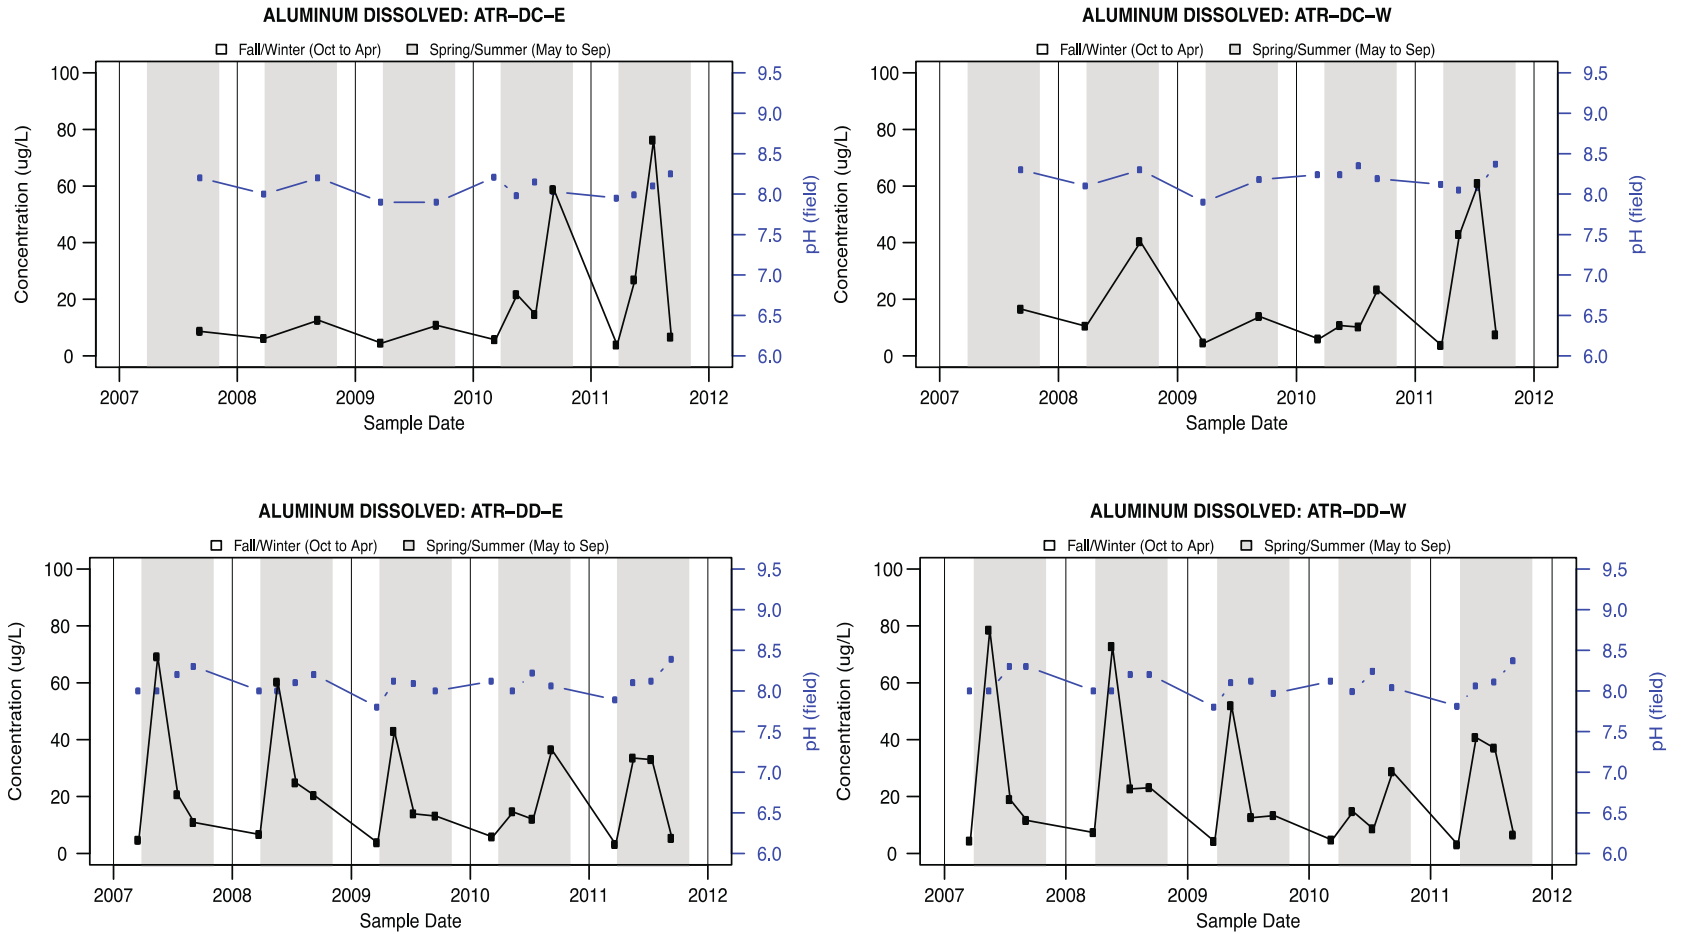 ALUMINUM DISSOLVED: ATR–DC–E
Fall/Winter (Oct to Apr) Spring/Summer (May to Sep)
100
80
60
40
20
0
Concentration (ug/L)
9.5
9.0
8.5
8.0
7.5
7.0
6.5
6.0
pH (field)
2007 2008 2009 2010 2011 2012
Sample Date
ALUMINUM DISSOLVED: ATR–DC–W
Fall/Winter (Oct to Apr) Spring/Summer (May to Sep)
100
80
60
40
20
0
Concentration (ug/L)
9.5
9.0
8.5
8.0
7.5
7.0
6.5
6.0
pH (field)
2007 2008 2009 2010 2011 2012
Sample Date
ALUMINUM DISSOLVED: ATR–DD–E
Fall/Winter (Oct to Apr) Spring/Summer (May to Sep)
100
80
60
40
20
0
Concentration (ug/L)
9.5
9.0
8.5
8.0
7.5
7.0
6.5
6.0
pH (field)
2007 2008 2009 2010 2011 2012
Sample Date
ALUMINUM DISSOLVED: ATR–DD–W
Fall/Winter (Oct to Apr) Spring/Summer (May to Sep)
100
80
60
40
20
0
Concentration (ug/L)
9.5
9.0
8.5
8.0
7.5
7.0
6.5
6.0
pH (field)
2007 2008 2009 2010 2011 2012
Sample Date